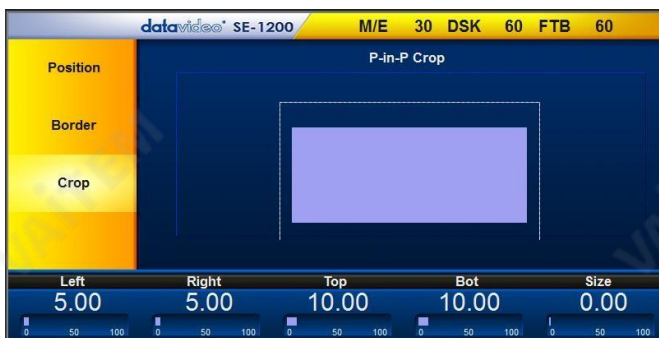 datavideo SE-1200 M/E 30 DSK 60 FTB 60
P-in-P Crop
Position
Border
Crop
Left Right Top Bot Size
5.00 5.00 10.00 10.00 0.00
0 50 100 0 50 100 0 50 100 0 50 100 0 50 100
VAiTEM